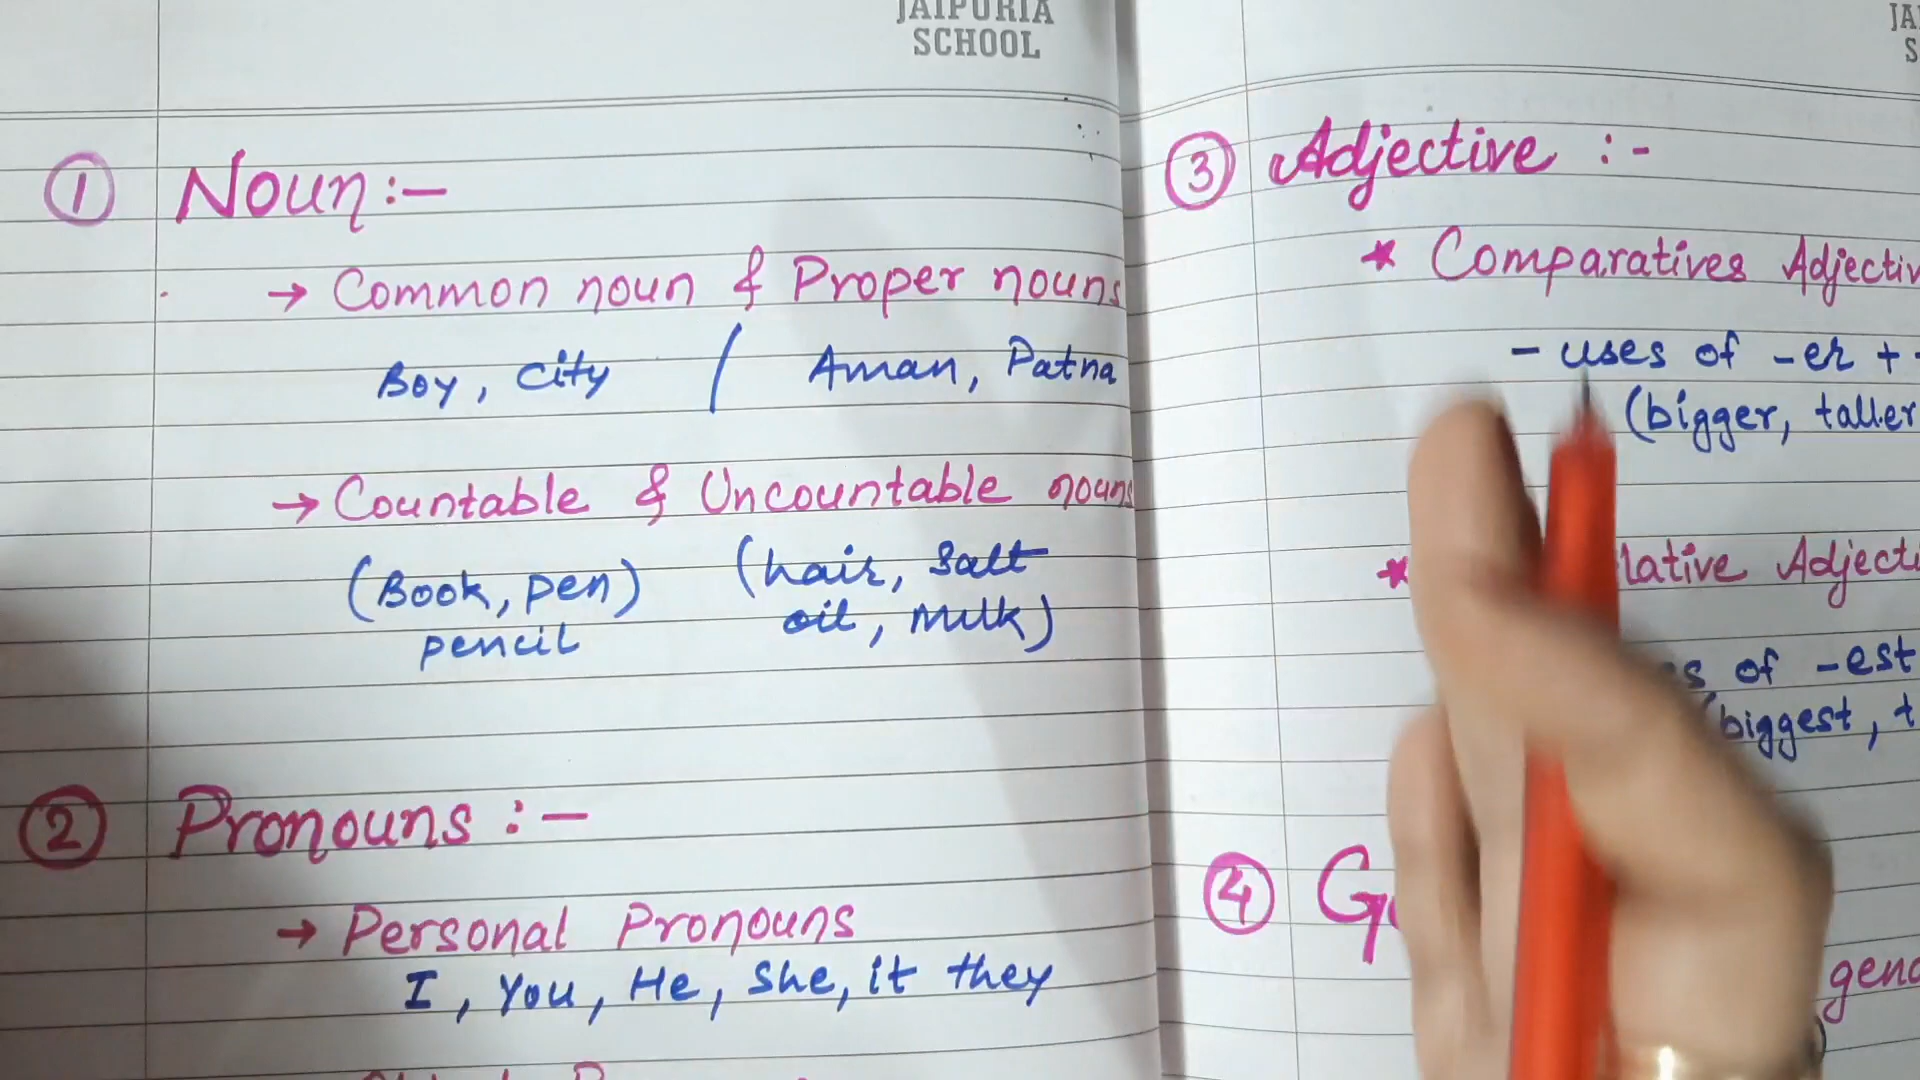 JAIPURIA
SCHOOL
① Noun:-
→ Common noun & Proper nouns
Boy, city / Aman, Patna
→ Countable & Uncountable nouns
(Book, pen) (hair, salt
pencil oil, milk)
② Pronouns :-
→ Personal Pronouns
I, You, He, She, it they
③ Adjective :-
* Comparatives Adjectiv
- uses of -er +
(bigger, taller
* lative Adjecti
s of -est
(biggest, t
④ G
gend